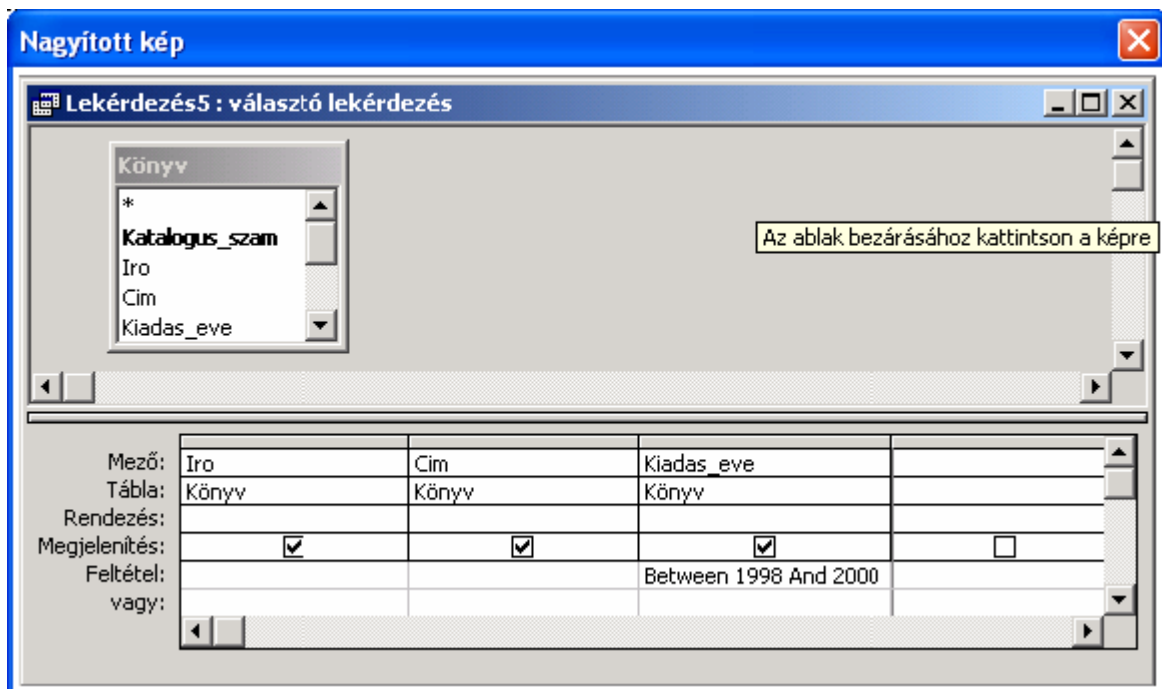 Nagyított kép
Lekérdezés5 : választó lekérdezés
Könyv
*
Katalogus_szam
Iro
Cim
Kiadas_eve
Az ablak bezárásához kattintson a képre
Mező: Iro Cim Kiadas_eve
Tábla: Könyv Könyv Könyv
Rendezés:
Megjelenítés:
Feltétel: Between 1998 And 2000
vagy: